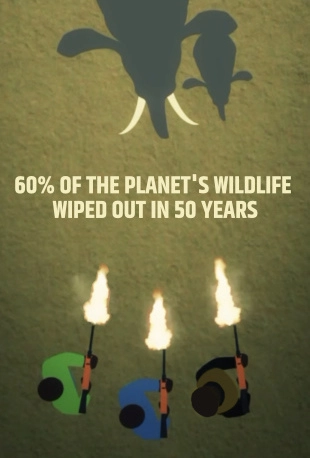 60% OF THE PLANET'S WILDLIFE
WIPED OUT IN 50 YEARS